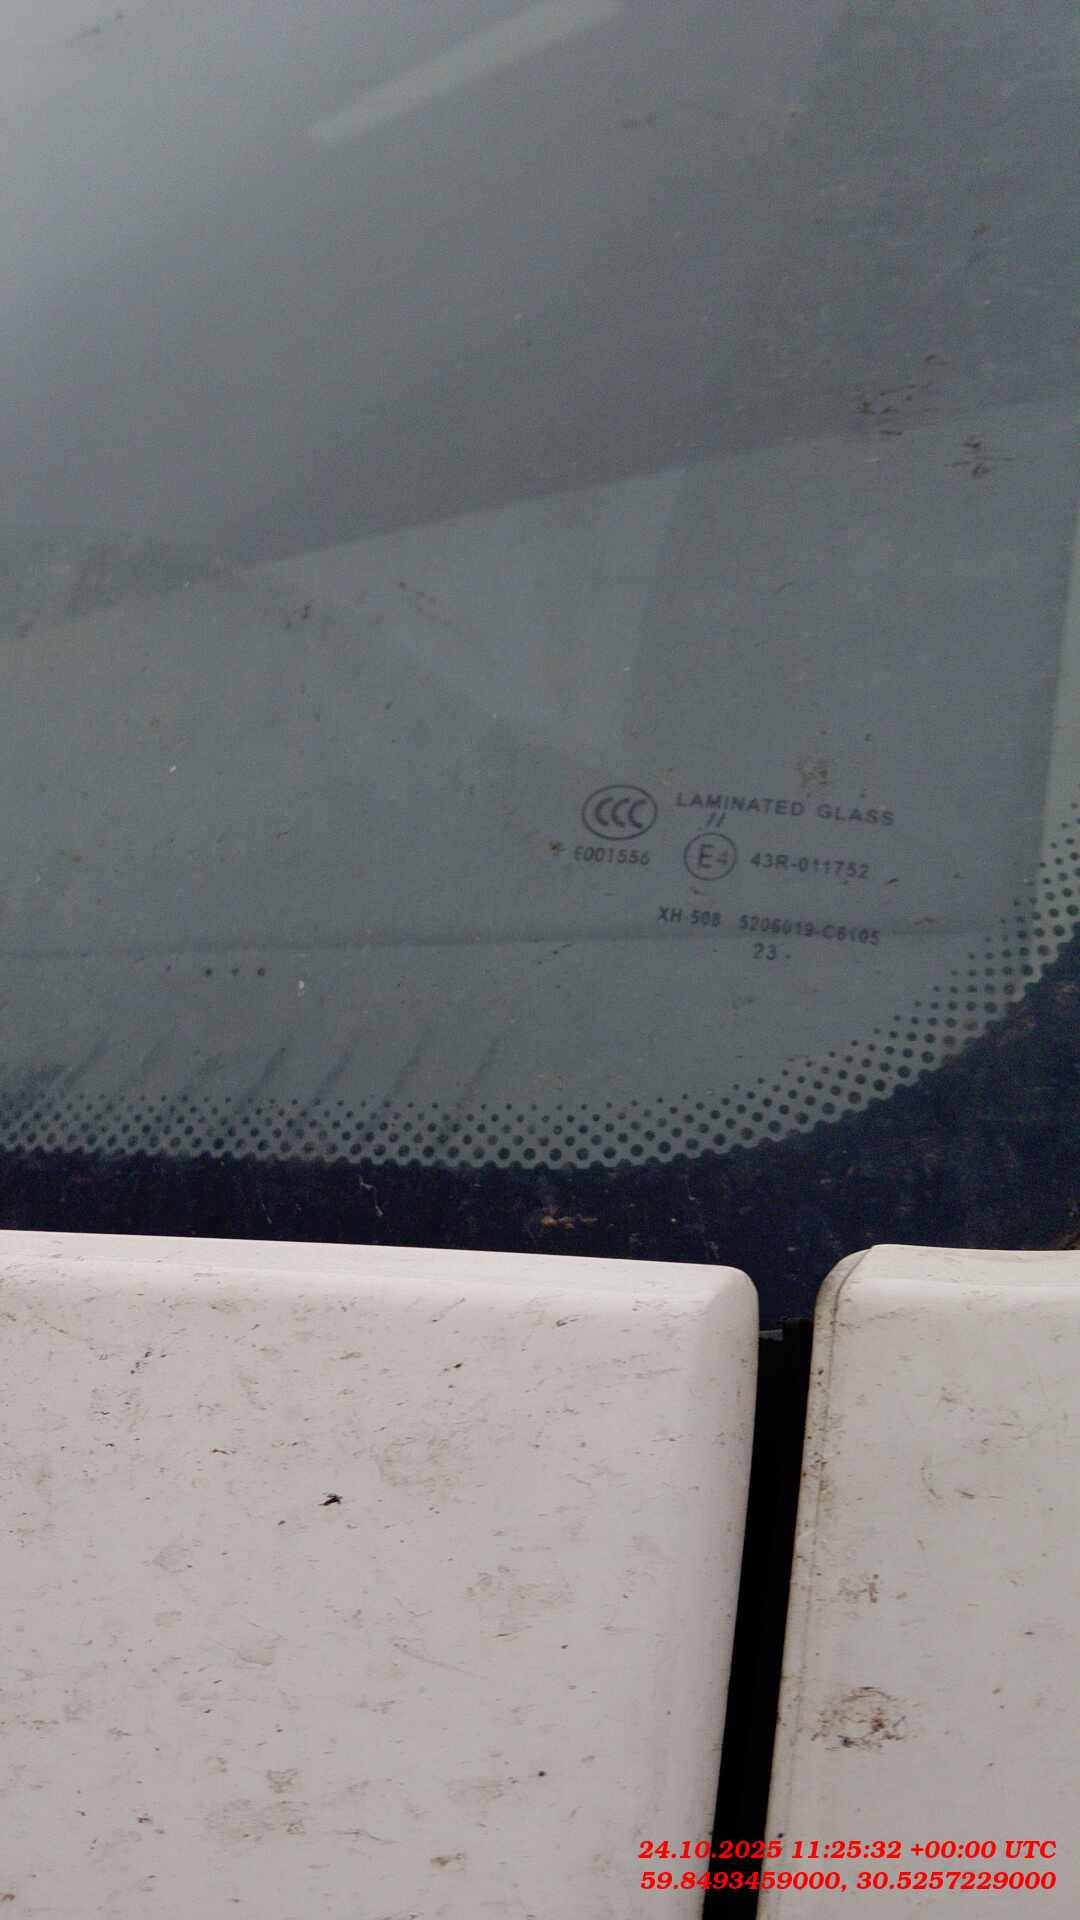 CCC LAMINATED GLASS
//
E001556 E4 43R-011752
XH-508 5206019-C6105
23 .
24.10.2025 11:25:32 +00:00 UTC
59.8493459000, 30.5257229000